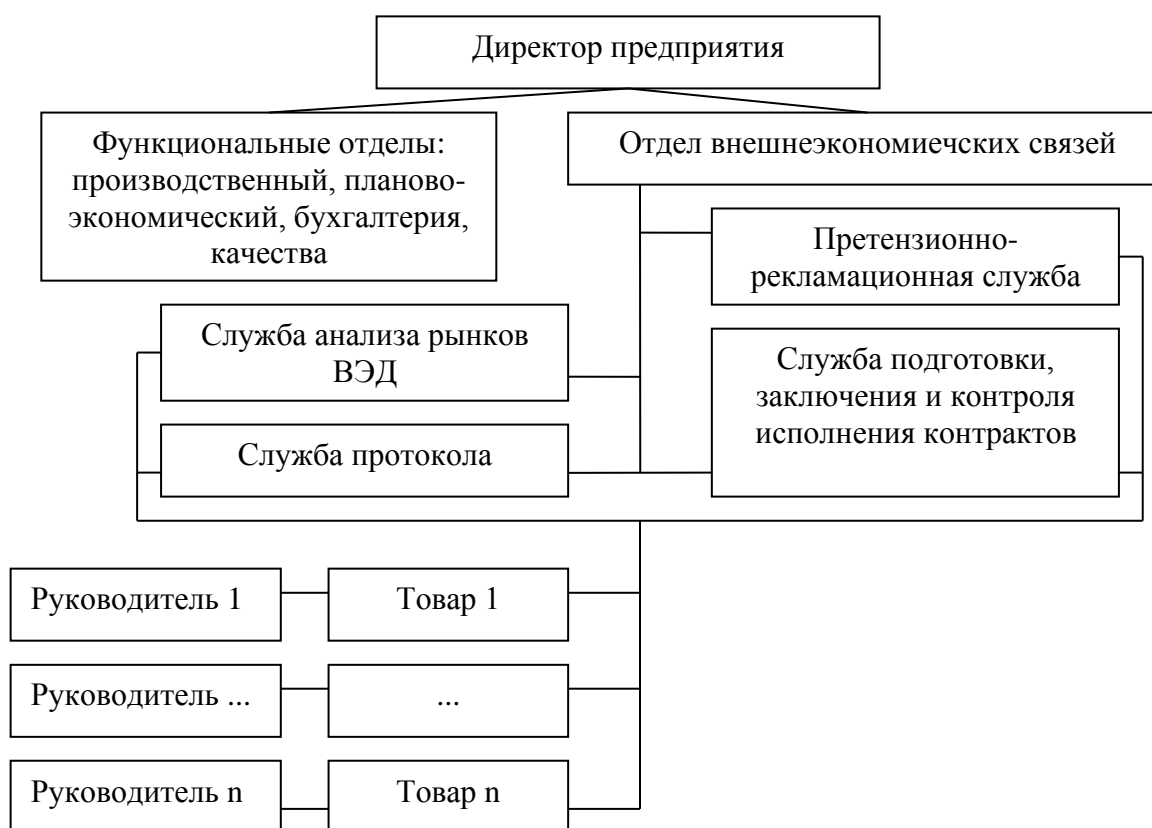 Директор предприятия
Функциональные отделы:
производственный, планово-
экономический, бухгалтерия,
качества
Отдел внешнеэкономиечских связей
Претензионно-
рекламационная служба
Служба анализа рынков
ВЭД
Служба подготовки,
заключения и контроля
исполнения контрактов
Служба протокола
Руководитель 1
Товар 1
Руководитель ...
...
Руководитель n
Товар n